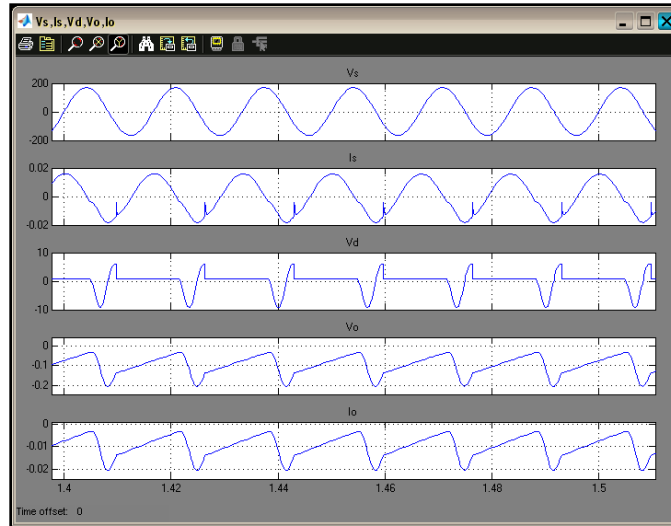 Vs,Is,Vd,Vo,Io
Vs
200
0
-200
Is
0.02
0
-0.02
Vd
10
0
-10
Vo
0
-0.1
-0.2
Io
0
-0.01
-0.02
1.4 1.42 1.44 1.46 1.48 1.5
Time offset: 0